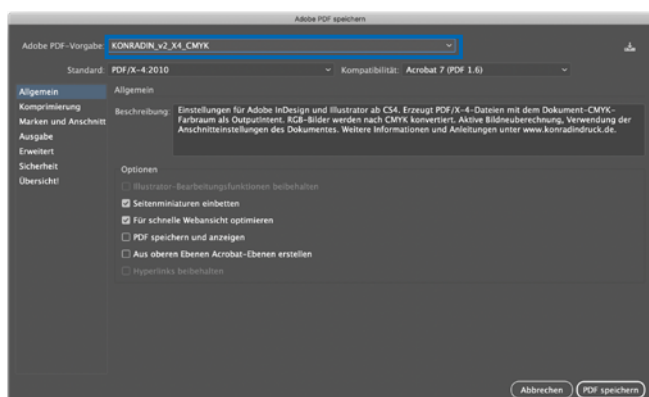 Adobe PDF speichern
Adobe PDF-Vorgabe: KONRADIN_v2_X4_CMYK
Standard: PDF/X-4:2010 Kompatibilität: Acrobat 7 (PDF 1.6)
Allgemein
Komprimierung
Marken und Anschnitt
Ausgabe
Erweitert
Sicherheit
Übersicht!
Allgemein
Beschreibung: Einstellungen für Adobe InDesign und Illustrator ab CS4. Erzeugt PDF/X-4-Dateien mit dem Dokument-CMYK-
Farbraum als OutputIntent. RGB-Bilder werden nach CMYK konvertiert. Aktive Bildneuberechnung, Verwendung der
Anschnitteinstellungen des Dokumentes. Weitere Informationen und Anleitungen unter www.konradindruck.de.
Optionen
Illustrator-Bearbeitungsfunktionen beibehalten
Seitenminiaturen einbetten
Für schnelle Webansicht optimieren
PDF speichern und anzeigen
Aus oberen Ebenen Acrobat-Ebenen erstellen
Hyperlinks beibehalten
Abbrechen PDF speichern